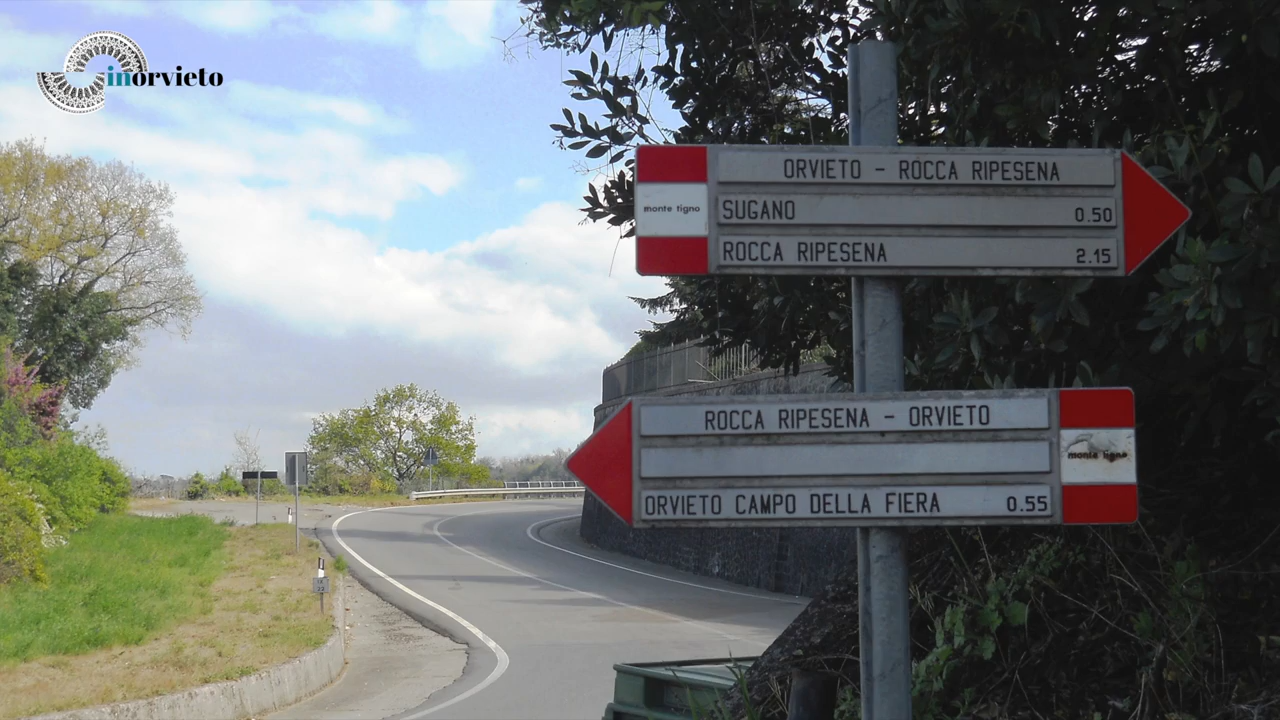 inorvieto
ORVIETO - ROCCA RIPESENA
monte tigno
SUGANO 0.50
ROCCA RIPESENA 2.15
ROCCA RIPESENA - ORVIETO
monte tigno
ORVIETO CAMPO DELLA FIERA 0.55